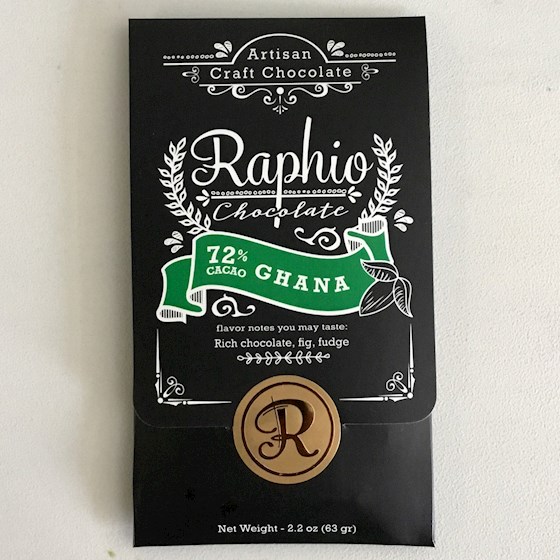 Artisan
Craft Chocolate
Raphio
Chocolate
72%
CACAO
GHANA
flavor notes you may taste:
Rich chocolate, fig, fudge
R
Net Weight - 2.2 oz (63 gr)